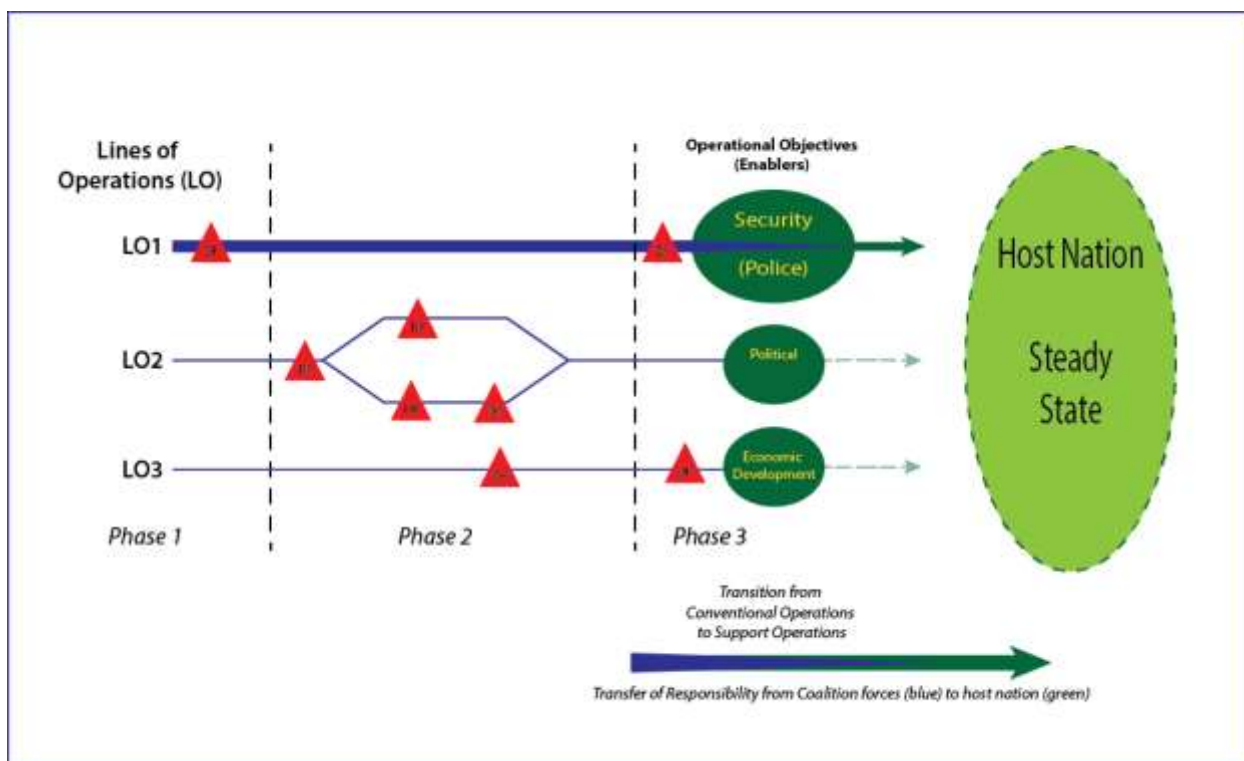 Lines of
Operations (LO)
Operational Objectives
(Enablers)
LO1
Security
(Police)
LO2
Political
LO3
Economic
Development
Host Nation
Steady
State
Phase 1
Phase 2
Phase 3
Transition from
Conventional Operations
to Support Operations
Transfer of Responsibility from Coalition forces (blue) to host nation (green)